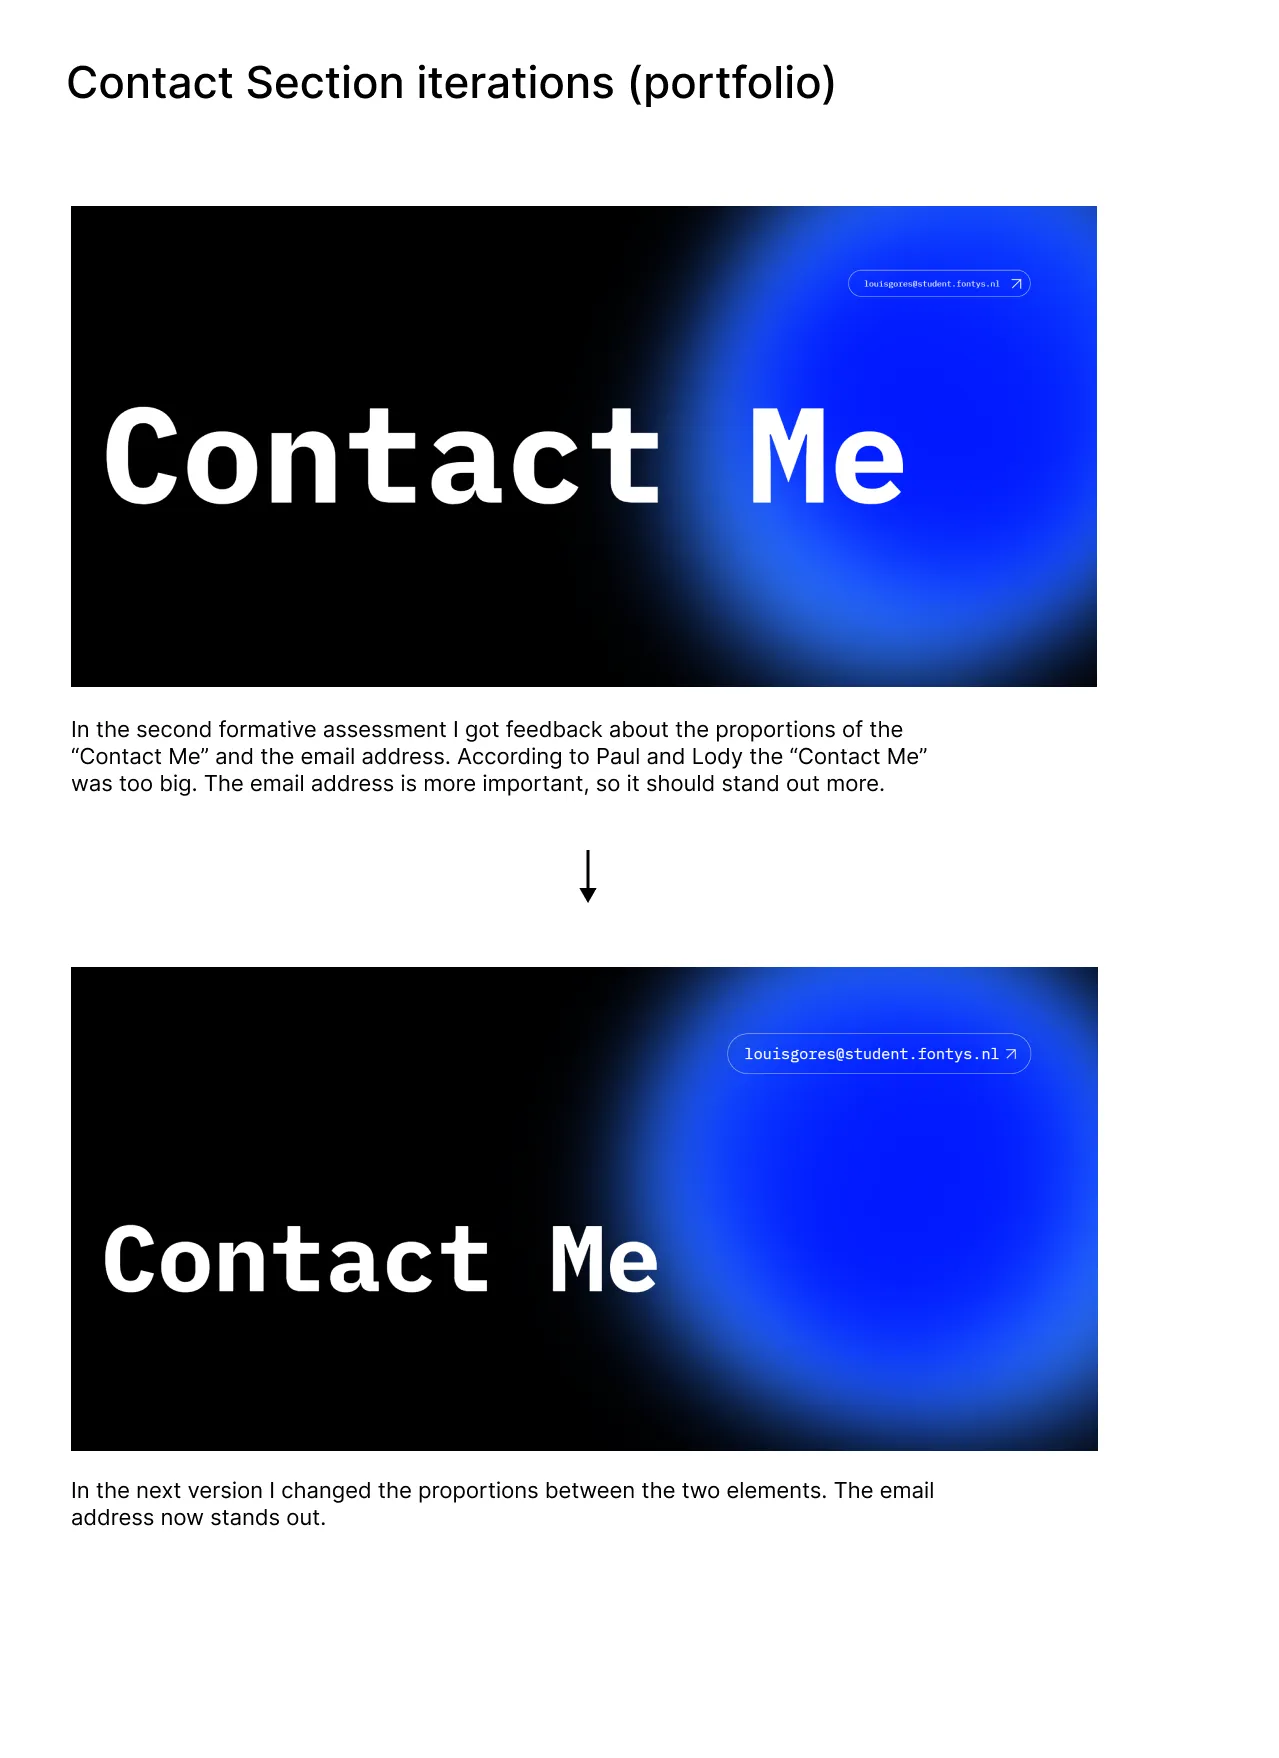 Contact Section iterations (portfolio)
louisgores@student.fontys.nl
Contact Me
In the second formative assessment I got feedback about the proportions of the
“Contact Me” and the email address. According to Paul and Lody the “Contact Me”
was too big. The email address is more important, so it should stand out more.
louisgores@student.fontys.nl
Contact Me
In the next version I changed the proportions between the two elements. The email
address now stands out.